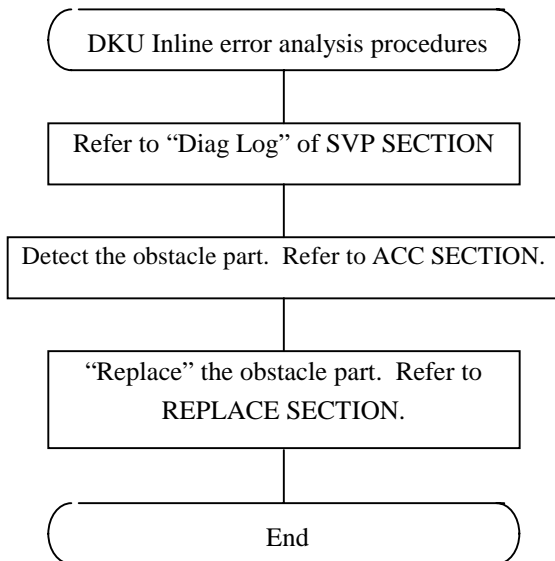 DKU Inline error analysis procedures
Refer to “Diag Log” of SVP SECTION
Detect the obstacle part.  Refer to ACC SECTION.
“Replace” the obstacle part.  Refer to
REPLACE SECTION.
End